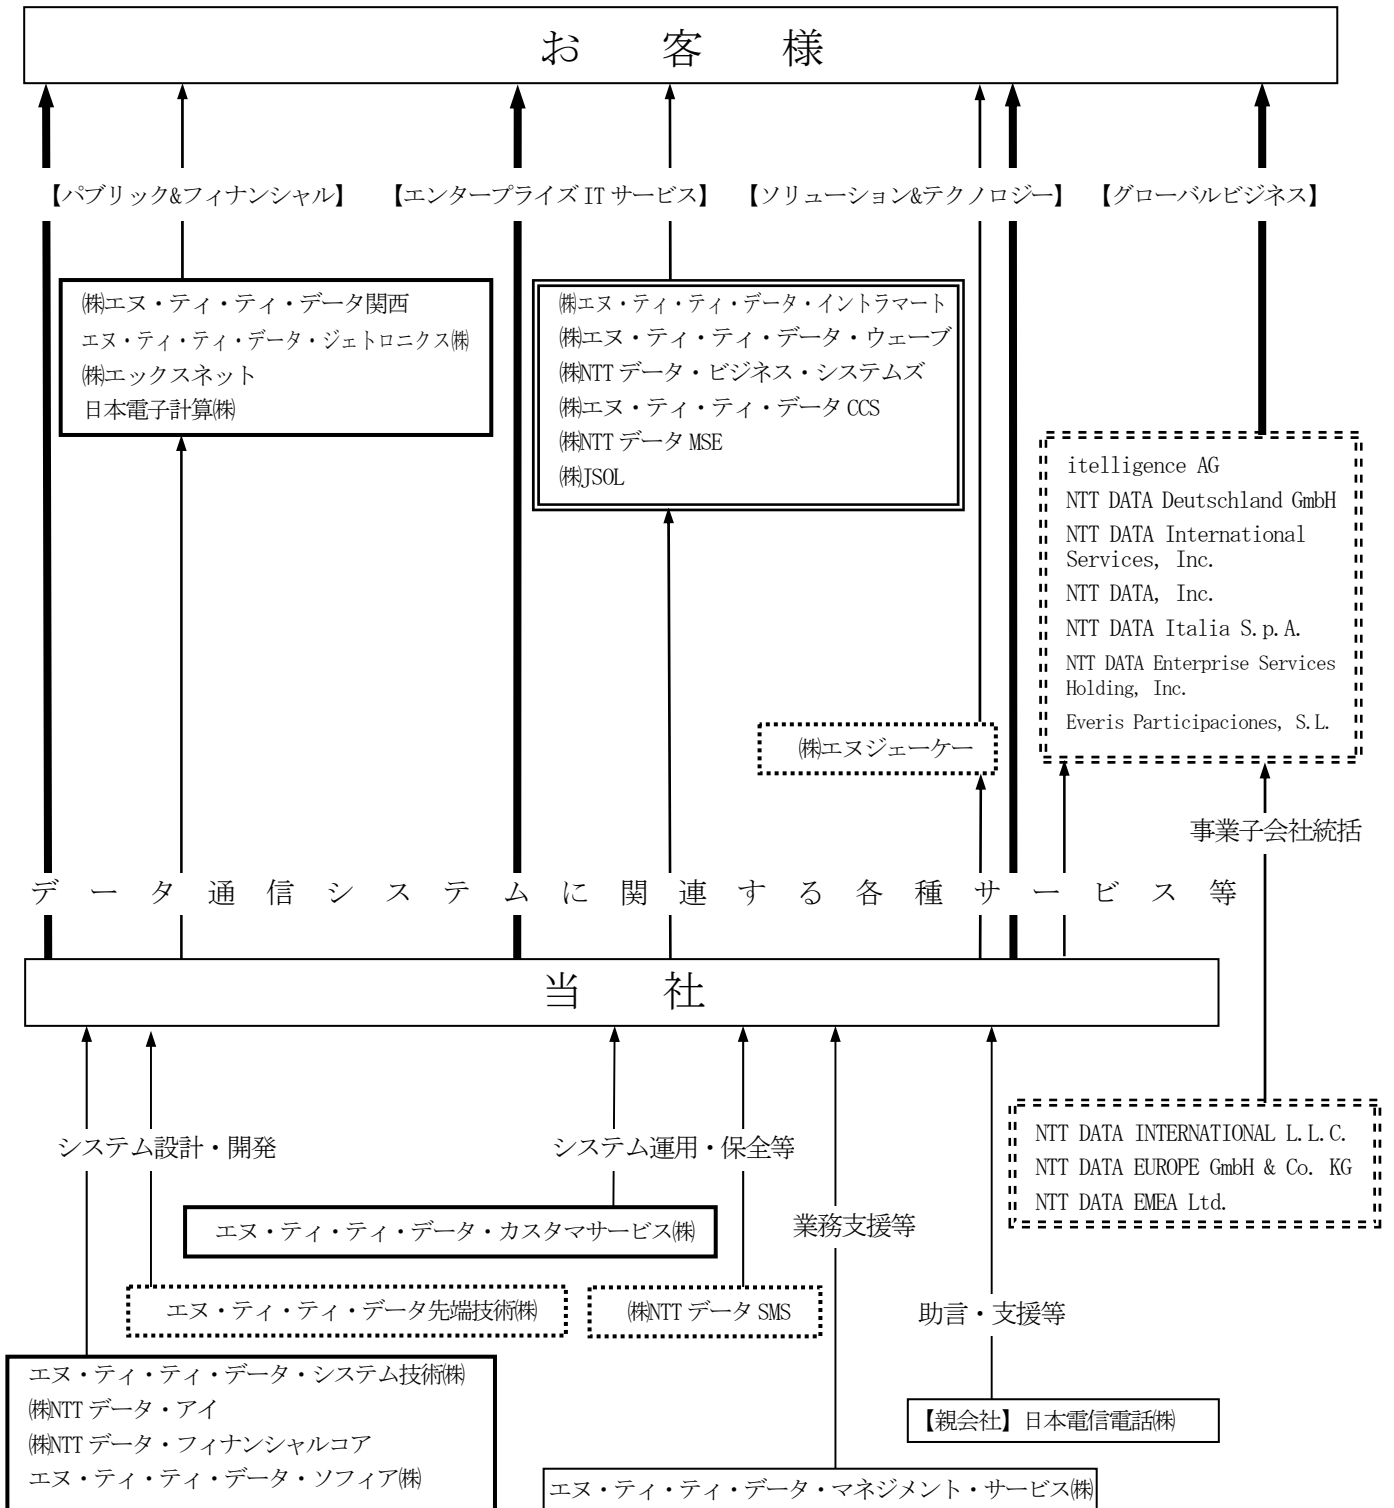 お客様
【パブリック&フィナンシャル】
【エンタープライズ IT サービス】
【ソリューション&テクノロジー】
【グローバルビジネス】
㈱エヌ・ティ・ティ・データ関西
エヌ・ティ・ティ・データ・ジェトロニクス㈱
㈱エックスネット
日本電子計算㈱
㈱エヌ・ティ・ティ・データ・イントラマート
㈱エヌ・ティ・ティ・データ・ウェーブ
㈱NTT データ・ビジネス・システムズ
㈱エヌ・ティ・ティ・データ CCS
㈱NTT データ MSE
㈱JSOL
itelligence AG
NTT DATA Deutschland GmbH
NTT DATA International
Services, Inc.
NTT DATA, Inc.
NTT DATA Italia S.p.A.
NTT DATA Enterprise Services
Holding, Inc.
Everis Participaciones, S.L.
㈱エヌジェーケー
事業子会社統括
データ通信システムに関連する各種サービス等
当社
システム設計・開発
システム運用・保全等
NTT DATA INTERNATIONAL L.L.C.
NTT DATA EUROPE GmbH & Co. KG
NTT DATA EMEA Ltd.
エヌ・ティ・ティ・データ・カスタマサービス㈱
業務支援等
エヌ・ティ・ティ・データ先端技術㈱
㈱NTT データ SMS
助言・支援等
エヌ・ティ・ティ・データ・システム技術㈱
㈱NTT データ・アイ
㈱NTT データ・フィナンシャルコア
エヌ・ティ・ティ・データ・ソフィア㈱
【親会社】日本電信電話㈱
エヌ・ティ・ティ・データ・マネジメント・サービス㈱